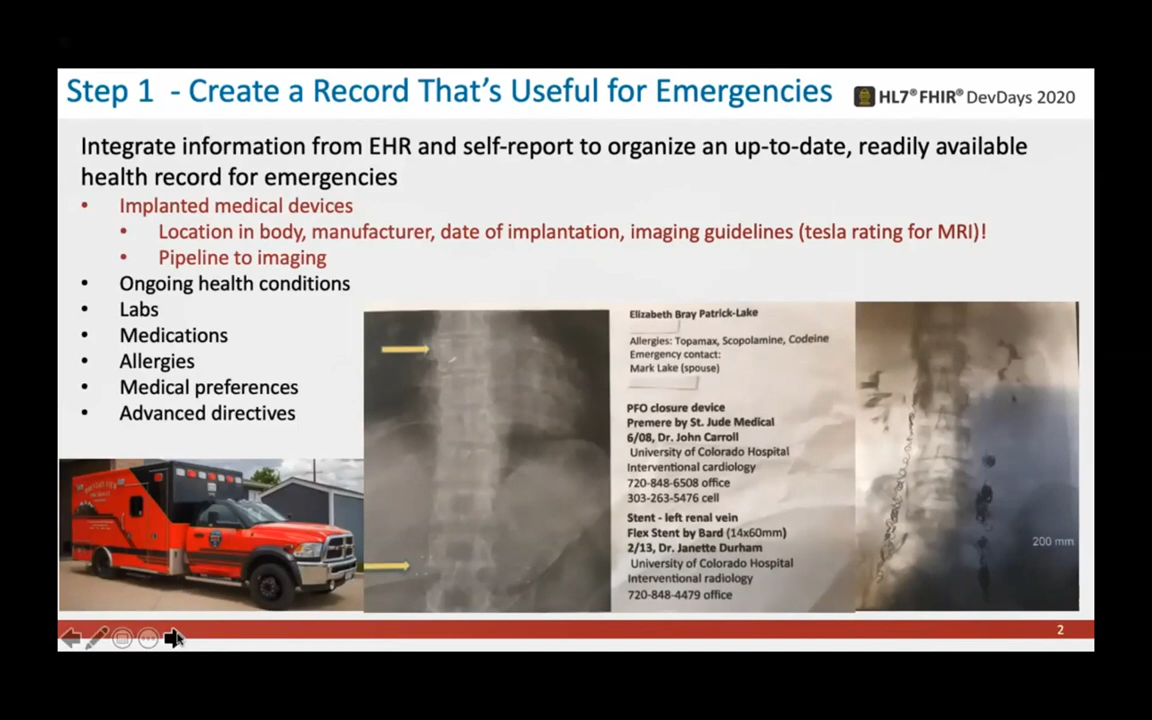 Step 1 - Create a Record That's Useful for Emergencies
HL7® FHIR® DevDays 2020
Integrate information from EHR and self-report to organize an up-to-date, readily available
health record for emergencies
• Implanted medical devices
• Location in body, manufacturer, date of implantation, imaging guidelines (tesla rating for MRI)!
• Pipeline to imaging
• Ongoing health conditions
• Labs
• Medications
• Allergies
• Medical preferences
• Advanced directives
Elizabeth Bray Patrick-Lake
Allergies: Topamax, Scopolamine, Codeine
Emergency contact:
Mark Lake (spouse)
PFO closure device
Premere by St. Jude Medical
6/08, Dr. John Carroll
University of Colorado Hospital
Interventional cardiology
720-848-6508 office
303-263-5476 cell
Stent - left renal vein
Flex Stent by Bard (14x60mm)
2/13, Dr. Janette Durham
University of Colorado Hospital
Interventional radiology
720-848-4479 office
200 mm
2